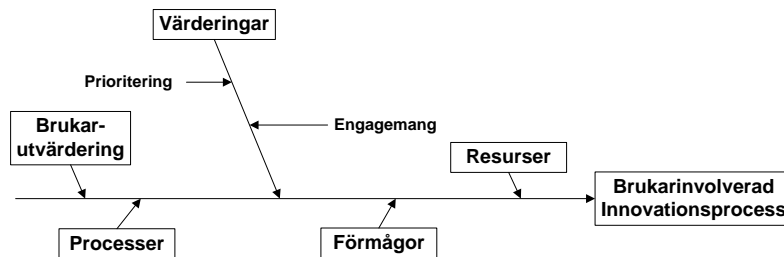 Värderingar
Prioritering
Brukar-
utvärdering
Engagemang
Resurser
Brukarinvolverad
Innovationsprocess
Processer
Förmågor